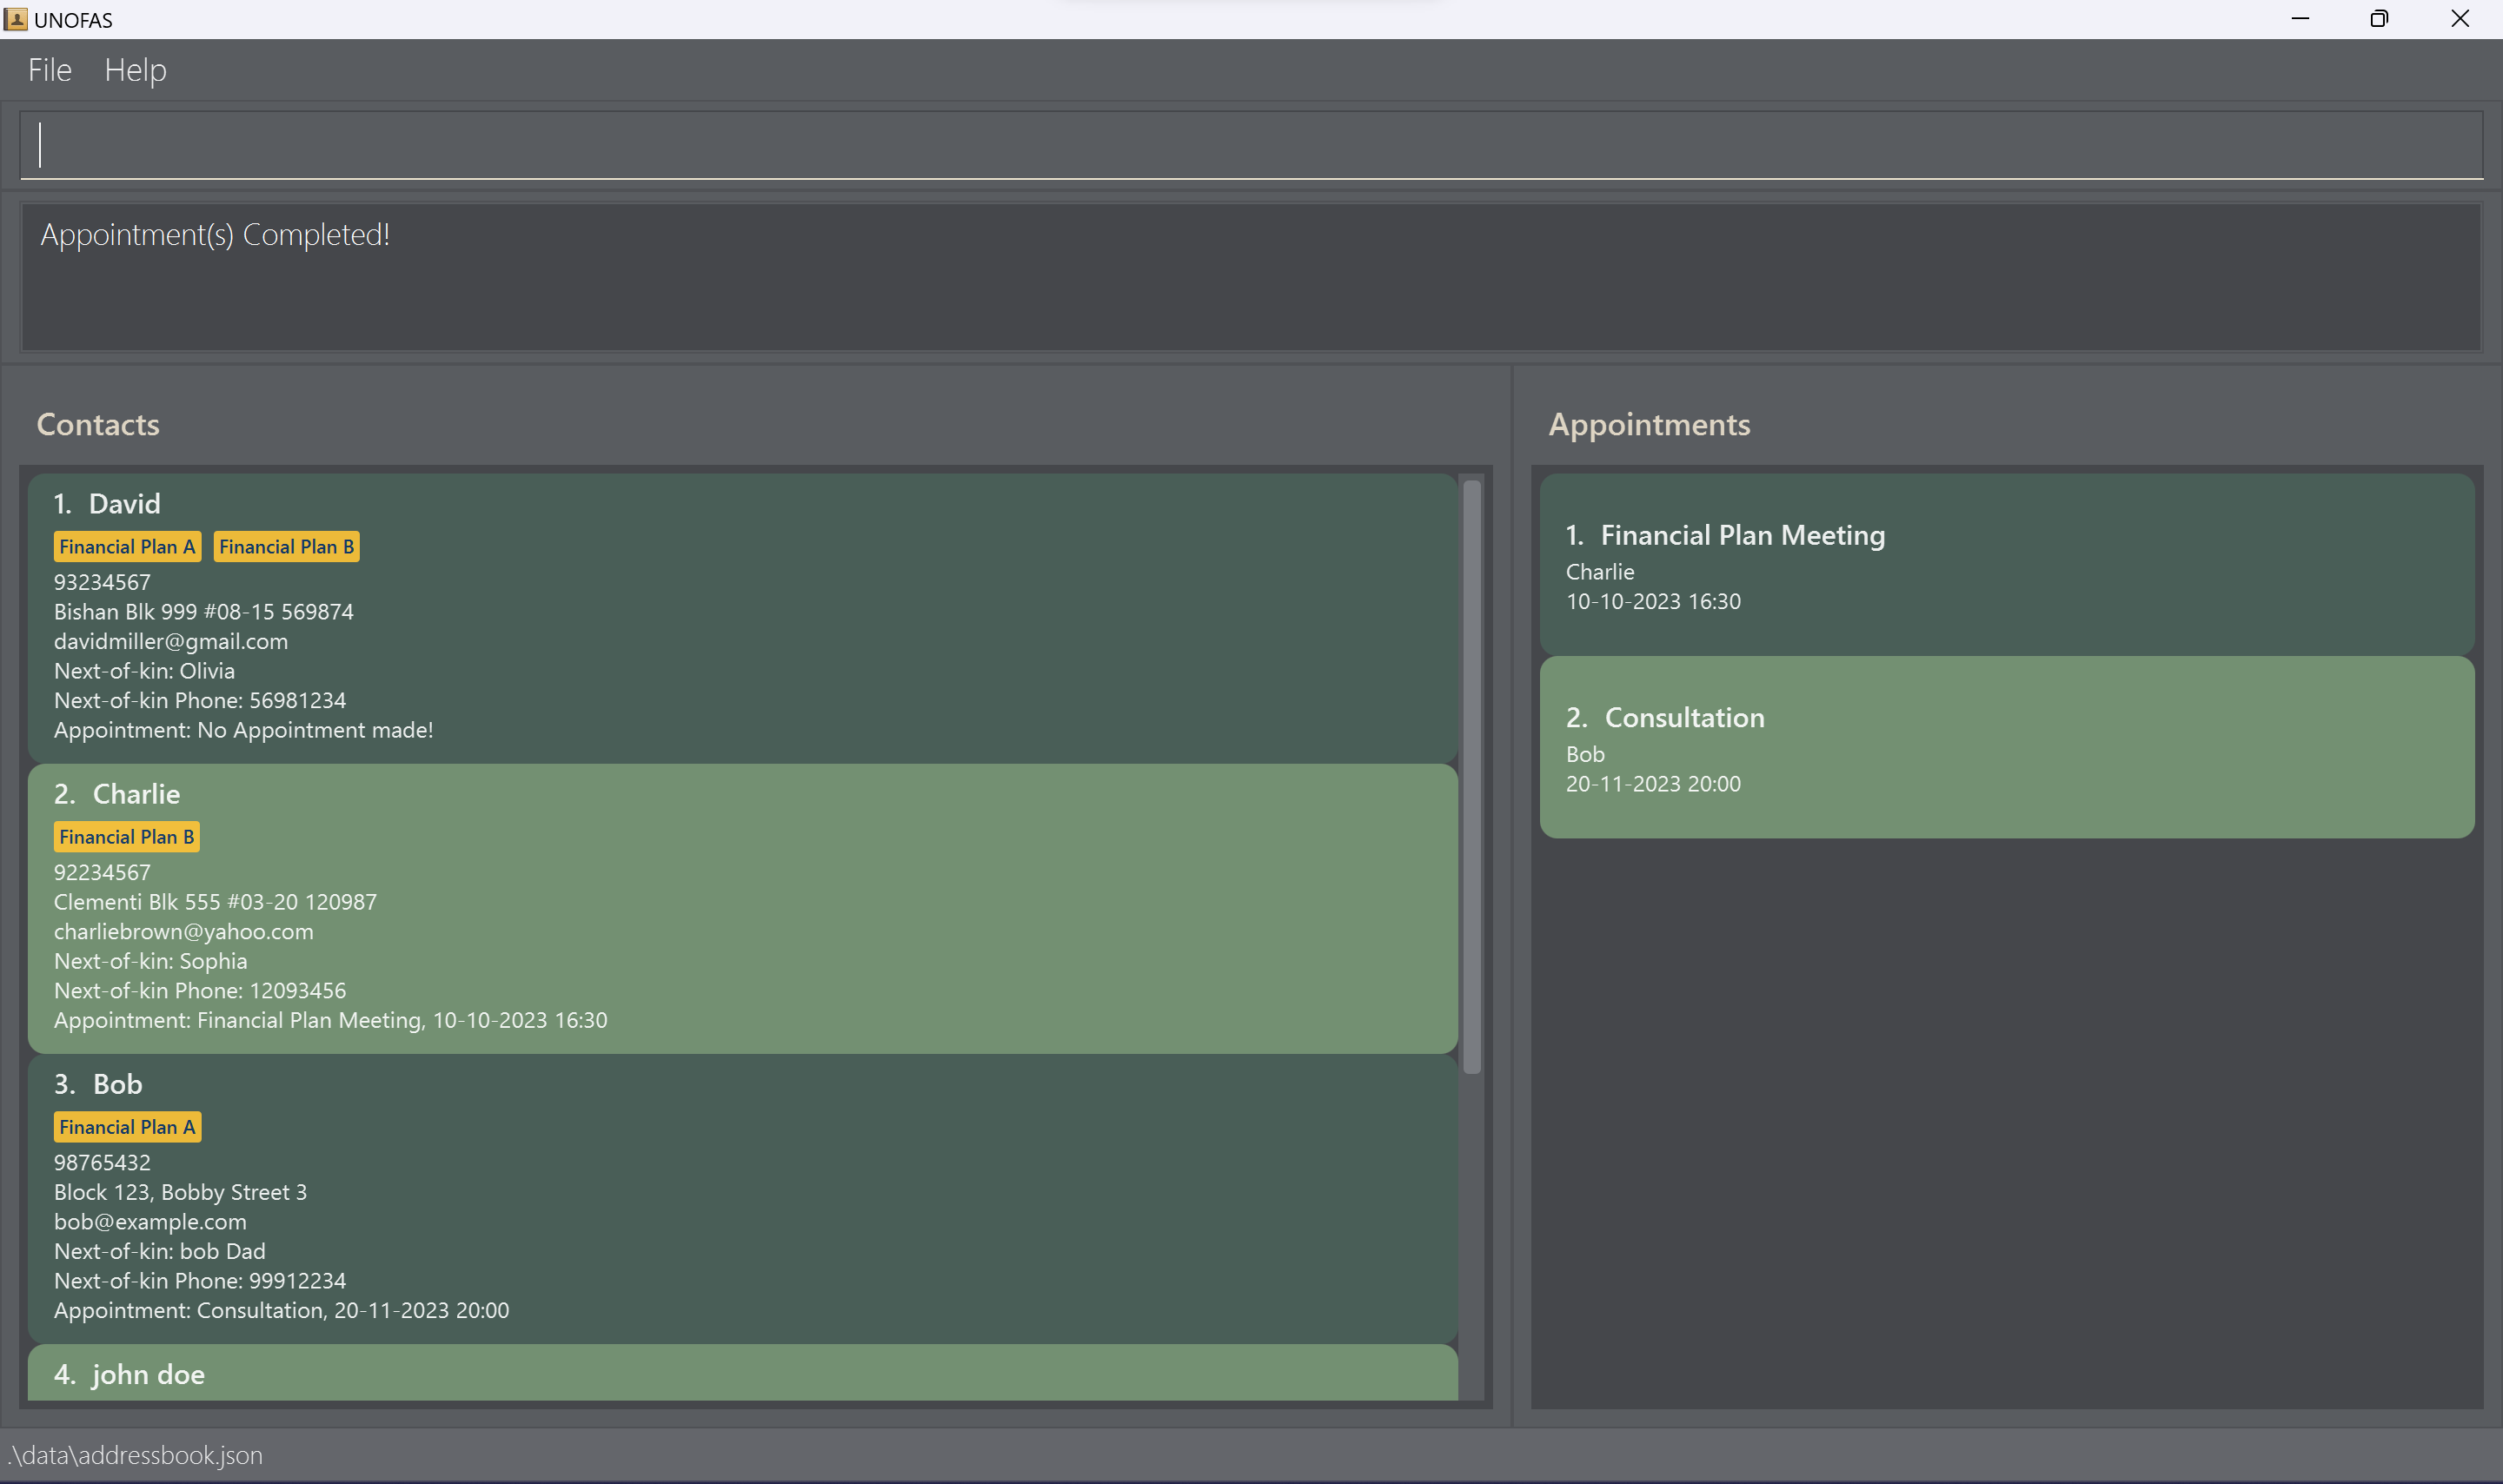 UNOFAS
File Help
Appointment(s) Completed!
Contacts
1. David
Financial Plan A Financial Plan B
93234567
Bishan Blk 999 #08-15 569874
davidmiller@gmail.com
Next-of-kin: Olivia
Next-of-kin Phone: 56981234
Appointment: No Appointment made!
2. Charlie
Financial Plan B
92234567
Clementi Blk 555 #03-20 120987
charliebrown@yahoo.com
Next-of-kin: Sophia
Next-of-kin Phone: 12093456
Appointment: Financial Plan Meeting, 10-10-2023 16:30
3. Bob
Financial Plan A
98765432
Block 123, Bobby Street 3
bob@example.com
Next-of-kin: bob Dad
Next-of-kin Phone: 99912234
Appointment: Consultation, 20-11-2023 20:00
4. john doe
Appointments
1. Financial Plan Meeting
Charlie
10-10-2023 16:30
2. Consultation
Bob
20-11-2023 20:00
.\data\addressbook.json